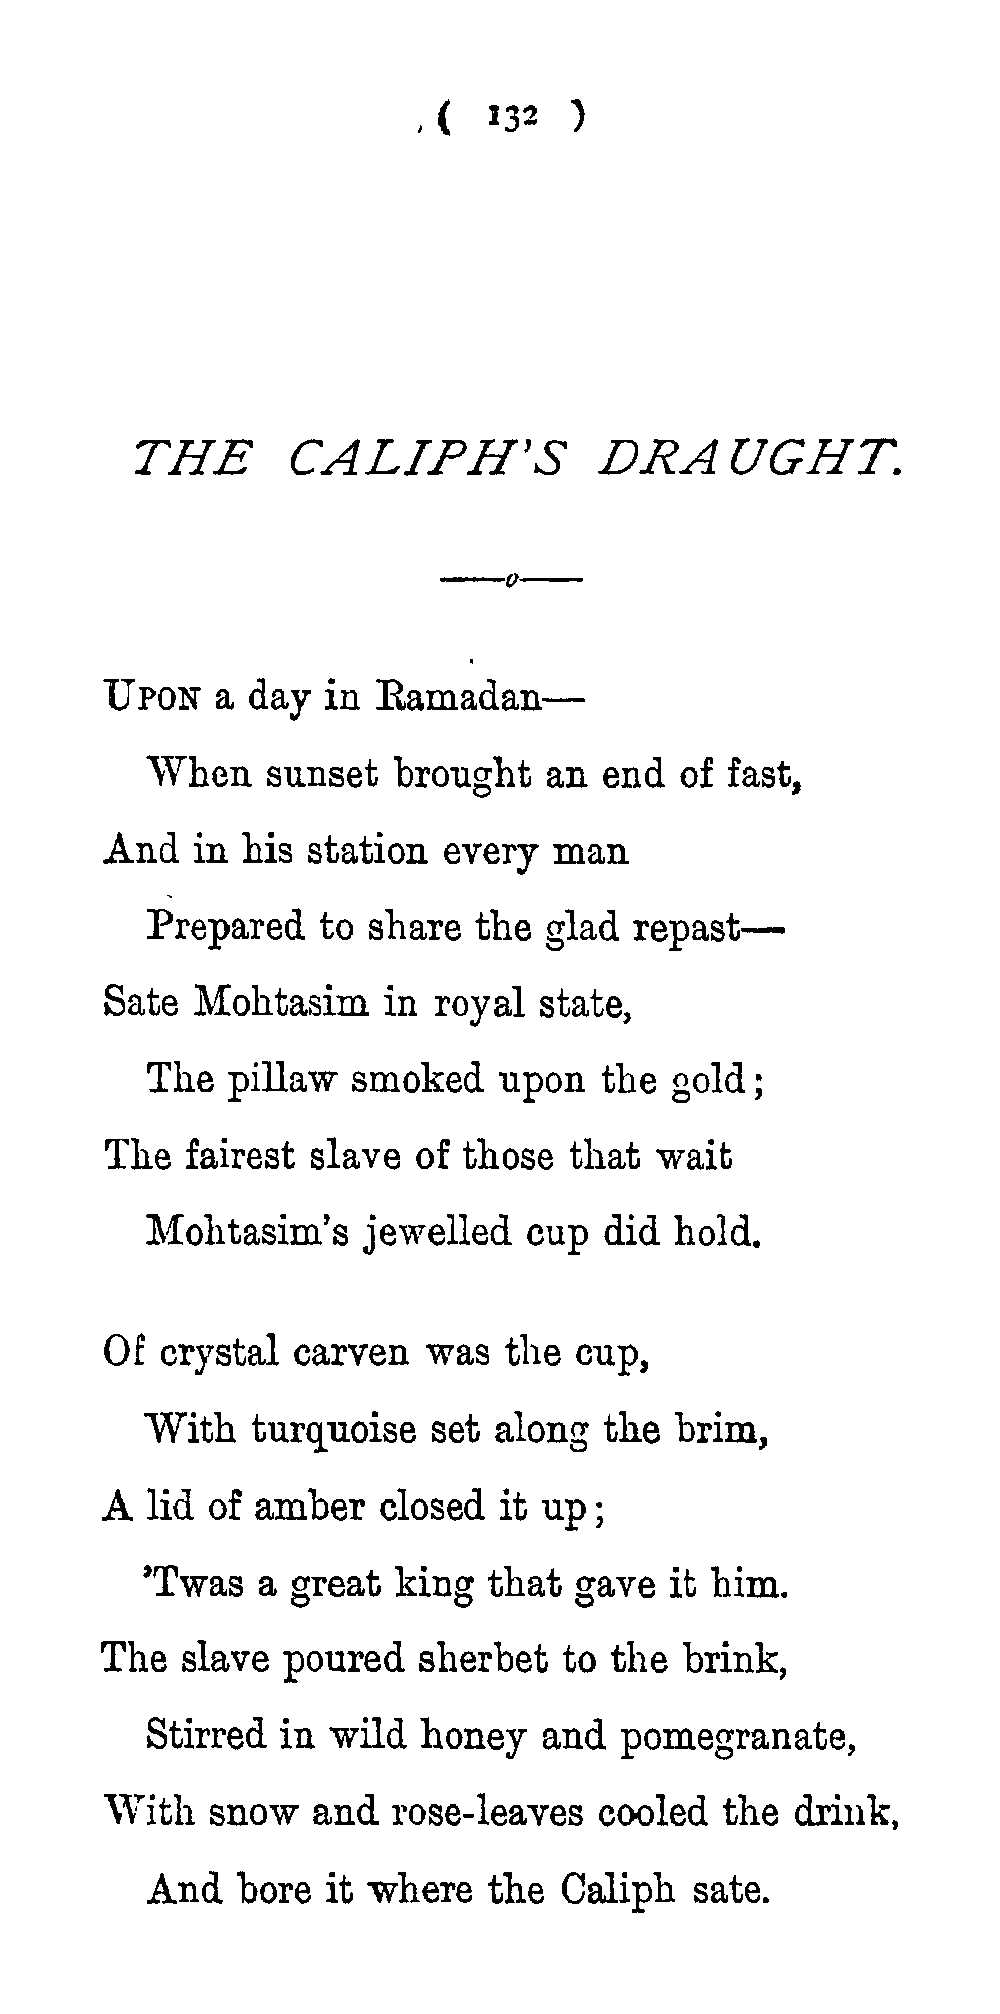 ( 132 )
THE CALIPH'S DRAUGHT.
UPON a day in Ramadan—
When sunset brought an end of fast,
And in his station every man
Prepared to share the glad repast—
Sate Mohtasim in royal state,
The pillaw smoked upon the gold;
The fairest slave of those that wait
Mohtasim's jewelled cup did hold.
Of crystal carven was the cup,
With turquoise set along the brim,
A lid of amber closed it up;
'Twas a great king that gave it him.
The slave poured sherbet to the brink,
Stirred in wild honey and pomegranate,
With snow and rose-leaves cooled the drink,
And bore it where the Caliph sate.